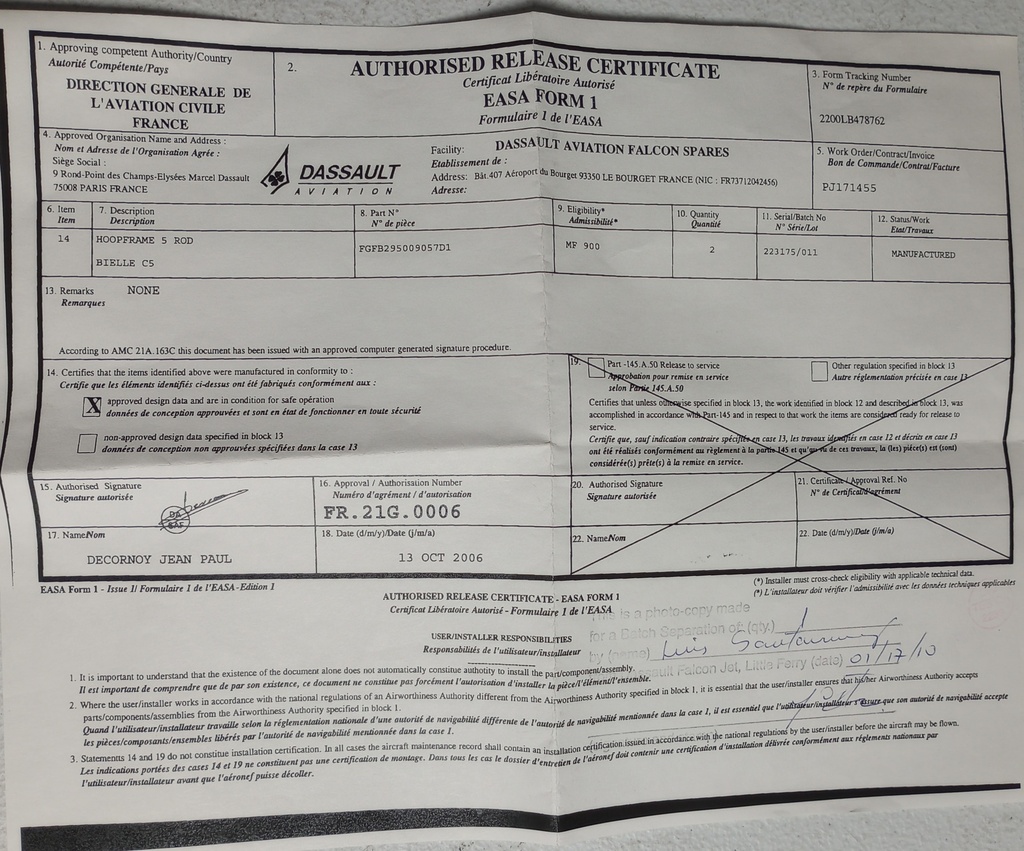 1. Approving competent Authority/Country
Autorité Compétente/Pays
DIRECTION GENERALE DE
L'AVIATION CIVILE
FRANCE
2.
AUTHORISED RELEASE CERTIFICATE
Certificat Libératoire Autorisé
EASA FORM 1
Formulaire 1 de l'EASA
3. Form Tracking Number
N° de repère du Formulaire
2200LB478762
4. Approved Organisation Name and Address :
Nom et Adresse de l'Organisation Agrée :
Siège Social :
9 Rond-Point des Champs-Elysées Marcel Dassault
75008 PARIS FRANCE
DASSAULT
AVIATION
Facility: DASSAULT AVIATION FALCON SPARES
Etablissement de :
Address: Bât.407 Aéroport du Bourget 93350 LE BOURGET FRANCE (NIC : FR73712042456)
Adresse:
5. Work Order/Contract/Invoice
Bon de Commande/Contrat/Facture
PJ171455
6. Item
Item
7. Description
Description
8. Part N°
N° de pièce
9. Eligibility*
Admissibilité*
10. Quantity
Quantité
11. Serial/Batch No
N° Série/Lot
12. Status/Work
Etat/Travaux
14 HOOPFRAME 5 ROD FGFB295009057D1 MF 900 2 223175/011 MANUFACTURED
BIELLE C5
13. Remarks NONE
Remarques
According to AMC 21A.163C this document has been issued with an approved computer generated signature procedure.
14. Certifies that the items identified above were manufactured in conformity to :
Certifie que les éléments identifiés ci-dessus ont été fabriqués conformément aux :
X approved design data and are in condition for safe operation
données de conception approuvées et sont en état de fonctionner en toute sécurité
non-approved design data specified in block 13
données de conception non approuvées spécifiées dans la case 13
19. Part -145.A.50 Release to service
Approbation pour remise en service
selon Partie 145.A.50
Other regulation specified in block 13
Autre réglementation précisée en case 13
Certifies that unless otherwise specified in block 13, the work identified in block 12 and described in block 13, was
accomplished in accordance with Part-145 and in respect to that work the items are considered ready for release to
service.
Certifie que, sauf indication contraire spécifiée en case 13, les travaux identifiés en case 12 et décrits en case 13
ont été réalisés conformément au règlement à la partie 145 et qu'au vu de ces travaux, la (les) pièce(s) est (sont)
considérée(s) prête(s) à la remise en service.
15. Authorised Signature
Signature autorisée
DA
SAF
16. Approval / Authorisation Number
Numéro d'agrément / d'autorisation
FR.21G.0006
20. Authorised Signature
Signature autorisée
21. Certificate / Approval Ref. No
N° de Certificat/d'agrément
17. Name/Nom
DECORNOY JEAN PAUL
18. Date (d/m/y)/Date (j/m/a)
13 OCT 2006
22. Name/Nom
22. Date (d/m/y)/Date (j/m/a)
EASA Form 1 - Issue 1/ Formulaire 1 de l'EASA - Edition 1
(*) Installer must cross-check eligibility with applicable technical data.
(*) L'installateur doit vérifier l'admissibilité avec les données techniques applicables
AUTHORISED RELEASE CERTIFICATE - EASA FORM 1
Certificat Libératoire Autorisé - Formulaire 1 de l'EASA
This is a photo-copy made
for a Batch Separation of: (qty.) 1
by (name) Luis
Falcon Jet, Little Ferry (date) 01/17/10
USER/INSTALLER RESPONSIBILITIES
Responsabilités de l'utilisateur/installateur
1. It is important to understand that the existence of the document alone does not automatically constitue authotity to install the part/component/assembly.
Il est important de comprendre que de par son existence, ce document ne constitue pas forcément l'autorisation d'installer la pièce/l'élément/l'ensemble.
2. Where the user/installer works in accordance with the national regulations of an Airworthiness Authority different from the Airworthiness Authority specified in block 1, it is essential that the user/installer ensures that his/her Airworthiness Authority accepts
parts/components/assemblies from the Airworthiness Authority specified in block 1.
Quand l'utilisateur/installateur travaille selon la réglementation nationale d'une autorité de navigabilité différente de l'autorité de navigabilité mentionnée dans la case 1, il est essentiel que l'utilisateur/installateur s'assure que son autorité de navigabilité accepte
les pièces/composants/ensembles libérés par l'autorité de navigabilité mentionnée dans la case 1.
3. Statemements 14 and 19 do not constitute installation certification. In all cases the aircraft maintenance record shall contain an installation certification issued in accordance with the national regulations by the user/installer before the aircraft may be flown.
Les indications portées des cases 14 et 19 ne constituent pas une certification de montage. Dans tous les cas le dossier d'entretien de l'aéronef doit contenir une certification d'installation délivrée conformément aux réglements nationaux par
l'utilisateur/installateur avant que l'aéronef puisse décoller.